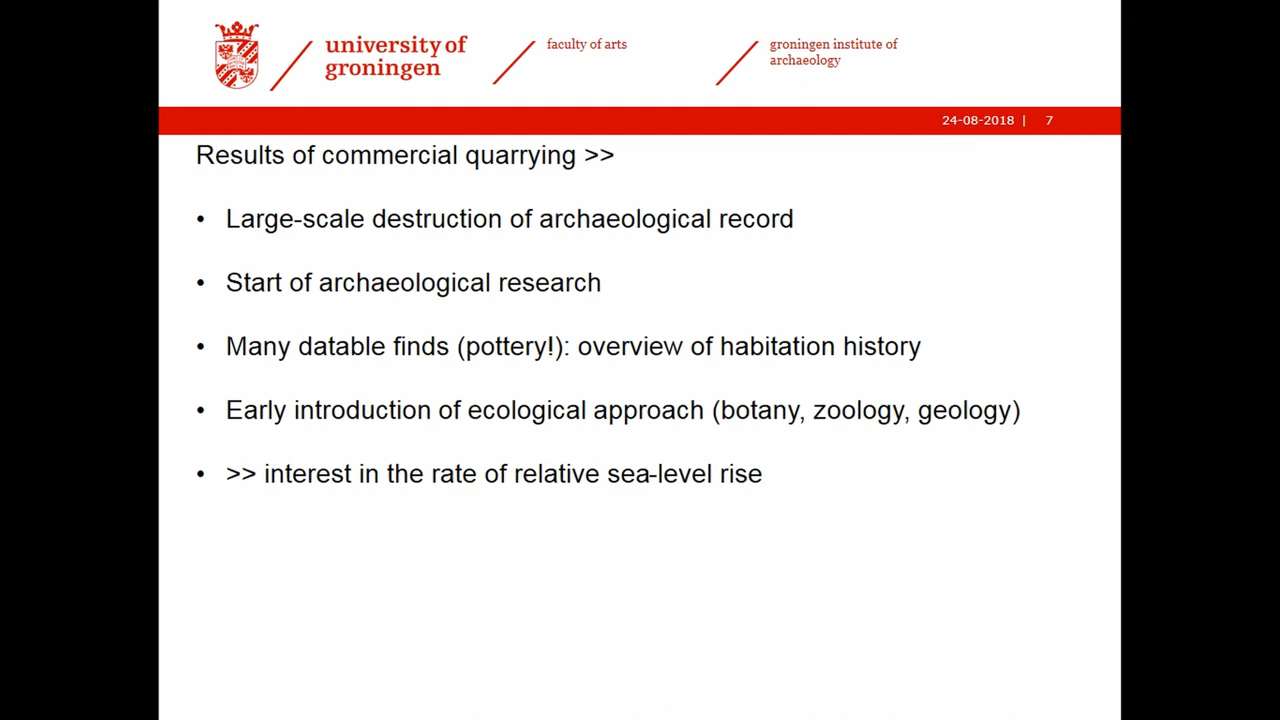 university of
groningen
faculty of arts
groningen institute of
archaeology
24-08-2018 | 7
Results of commercial quarrying >>
• Large-scale destruction of archaeological record
• Start of archaeological research
• Many datable finds (pottery!): overview of habitation history
• Early introduction of ecological approach (botany, zoology, geology)
• >> interest in the rate of relative sea-level rise